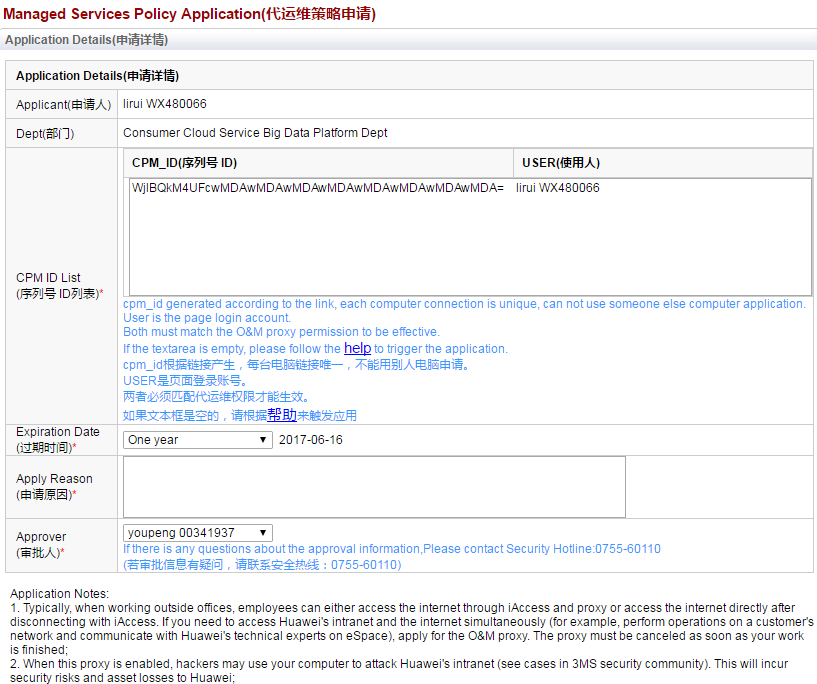 Managed Services Policy Application(代运维策略申请)
Application Details(申请详情)
Application Details(申请详情)
Applicant(申请人) lirui WX480066
Dept(部门) Consumer Cloud Service Big Data Platform Dept
CPM_ID(序列号 ID) USER(使用人)
WjlBQkM4UFcwMDAwMDAwMDAwMDAwMDAwMDAwMDAwMDA= lirui WX480066
CPM ID List
(序列号 ID列表)*
cpm_id generated according to the link, each computer connection is unique, can not use someone else computer application.
User is the page login account.
Both must match the O&M proxy permission to be effective.
If the textarea is empty, please follow the help to trigger the application.
cpm_id根据链接产生，每台电脑链接唯一，不能用别人电脑申请。
USER是页面登录账号。
两者必须匹配代运维权限才能生效。
如果文本框是空的，请根据帮助来触发应用
Expiration Date
(过期时间)*
One year 2017-06-16
Apply Reason
(申请原因)*
Approver
(审批人)*
youpeng 00341937
If there is any questions about the approval information,Please contact Security Hotline:0755-60110
(若审批信息有疑问，请联系安全热线：0755-60110)
Application Notes:
1. Typically, when working outside offices, employees can either access the internet through iAccess and proxy or access the internet directly after
disconnecting with iAccess. If you need to access Huawei's intranet and the internet simultaneously (for example, perform operations on a customer's
network and communicate with Huawei's technical experts on eSpace), apply for the O&M proxy. The proxy must be canceled as soon as your work
is finished;
2. When this proxy is enabled, hackers may use your computer to attack Huawei's intranet (see cases in 3MS security community). This will incur
security risks and asset losses to Huawei;